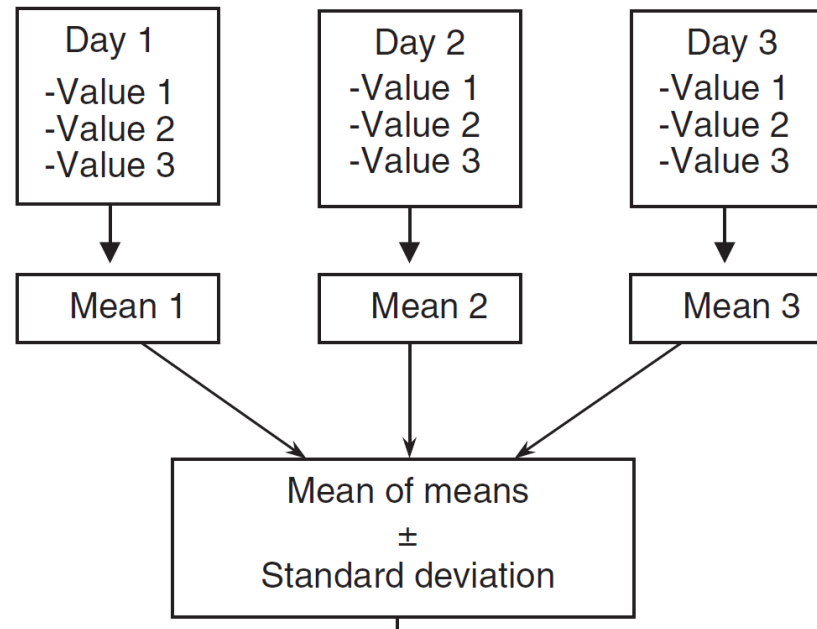 Day 1
-Value 1
-Value 2
-Value 3
Day 2
-Value 1
-Value 2
-Value 3
Day 3
-Value 1
-Value 2
-Value 3
Mean 1
Mean 2
Mean 3
Mean of means
±
Standard deviation